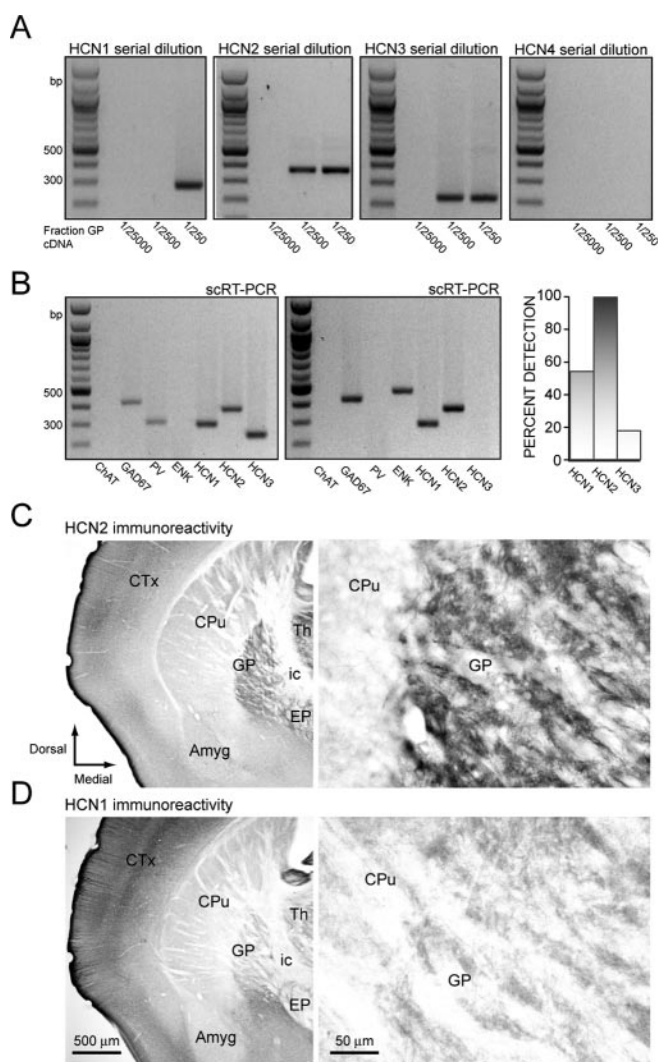 A
HCN1 serial dilution
HCN2 serial dilution
HCN3 serial dilution
HCN4 serial dilution
bp
500
300
Fraction GP
cDNA
1/25000
1/2500
1/250
1/25000
1/2500
1/250
1/25000
1/2500
1/250
1/25000
1/2500
1/250
B
scRT-PCR
scRT-PCR
bp
500
300
ChAT
GAD67
PV
ENK
HCN1
HCN2
HCN3
ChAT
GAD67
PV
ENK
HCN1
HCN2
HCN3
PERCENT DETECTION
100
80
60
40
20
0
HCN1
HCN2
HCN3
C
HCN2 immunoreactivity
CTx
CPu
GP
Th
ic
EP
Amyg
Dorsal
Medial
CPu
GP
D
HCN1 immunoreactivity
CTx
CPu
GP
Th
ic
EP
Amyg
500 μm
CPu
GP
50 μm